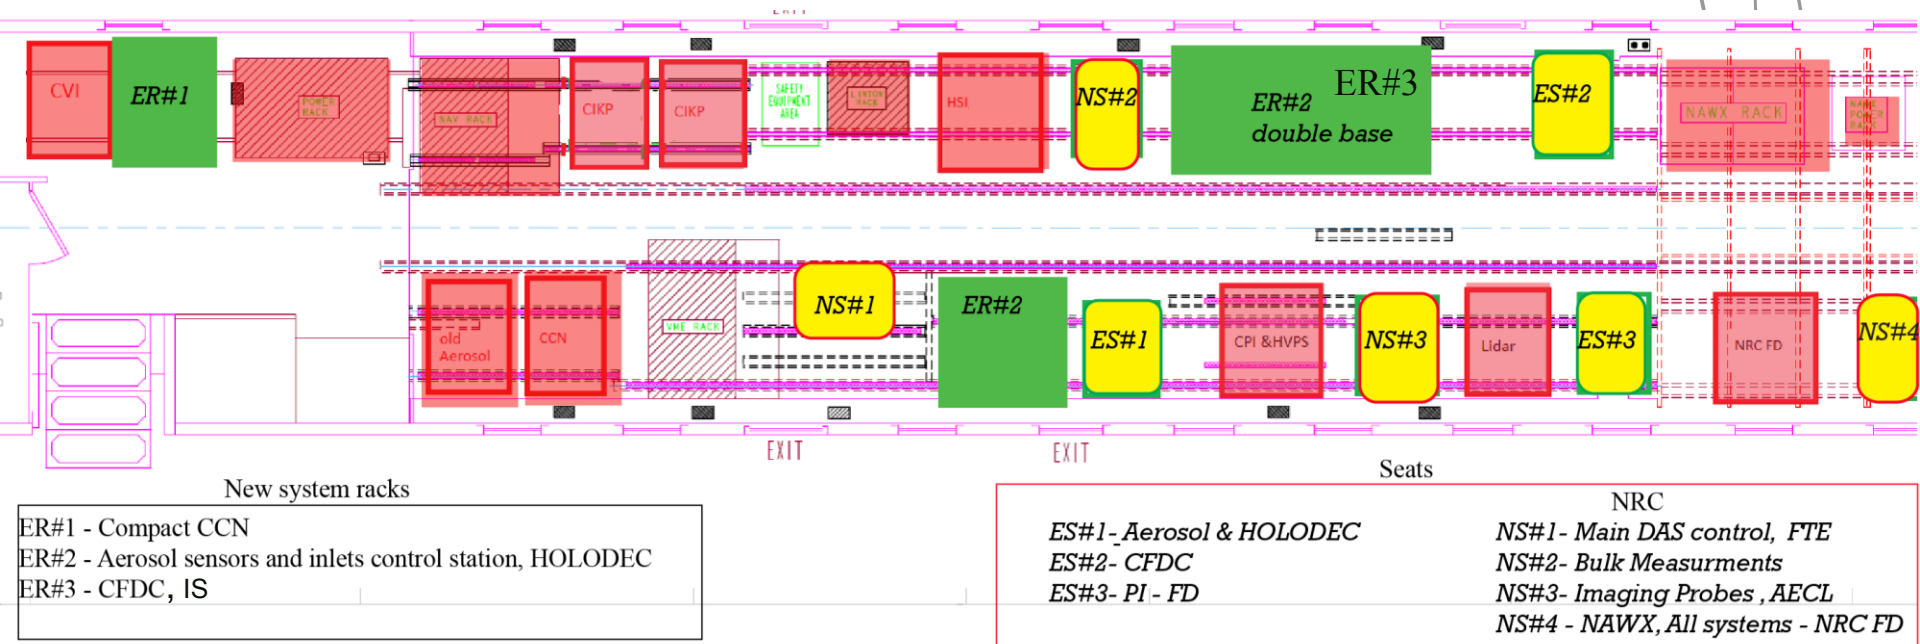 EXIT
CVI
ER#1
POWER
RACK
NAV RACK
CIKP
CIKP
SAFETY
EQUIPMENT
AREA
RACK
HSI
NS#2
ER#3
ER#2
double base
ES#2
NAWX RACK
NAWX
POWER
RACK
old
Aerosol
CCN
VME RACK
NS#1
ER#2
ES#1
CPI &HVPS
NS#3
Lidar
ES#3
NRC FD
NS#4
EXIT
EXIT
New system racks
ER#1 - Compact CCN
ER#2 - Aerosol sensors and inlets control station, HOLODEC
ER#3 - CFDC, IS
Seats
ES#1-_Aerosol & HOLODEC
ES#2- CFDC
ES#3- PI - FD
NRC
NS#1- Main DAS control, FTE
NS#2- Bulk Measurments
NS#3- Imaging Probes , AECL
NS#4 - NAWX, All systems - NRC FD